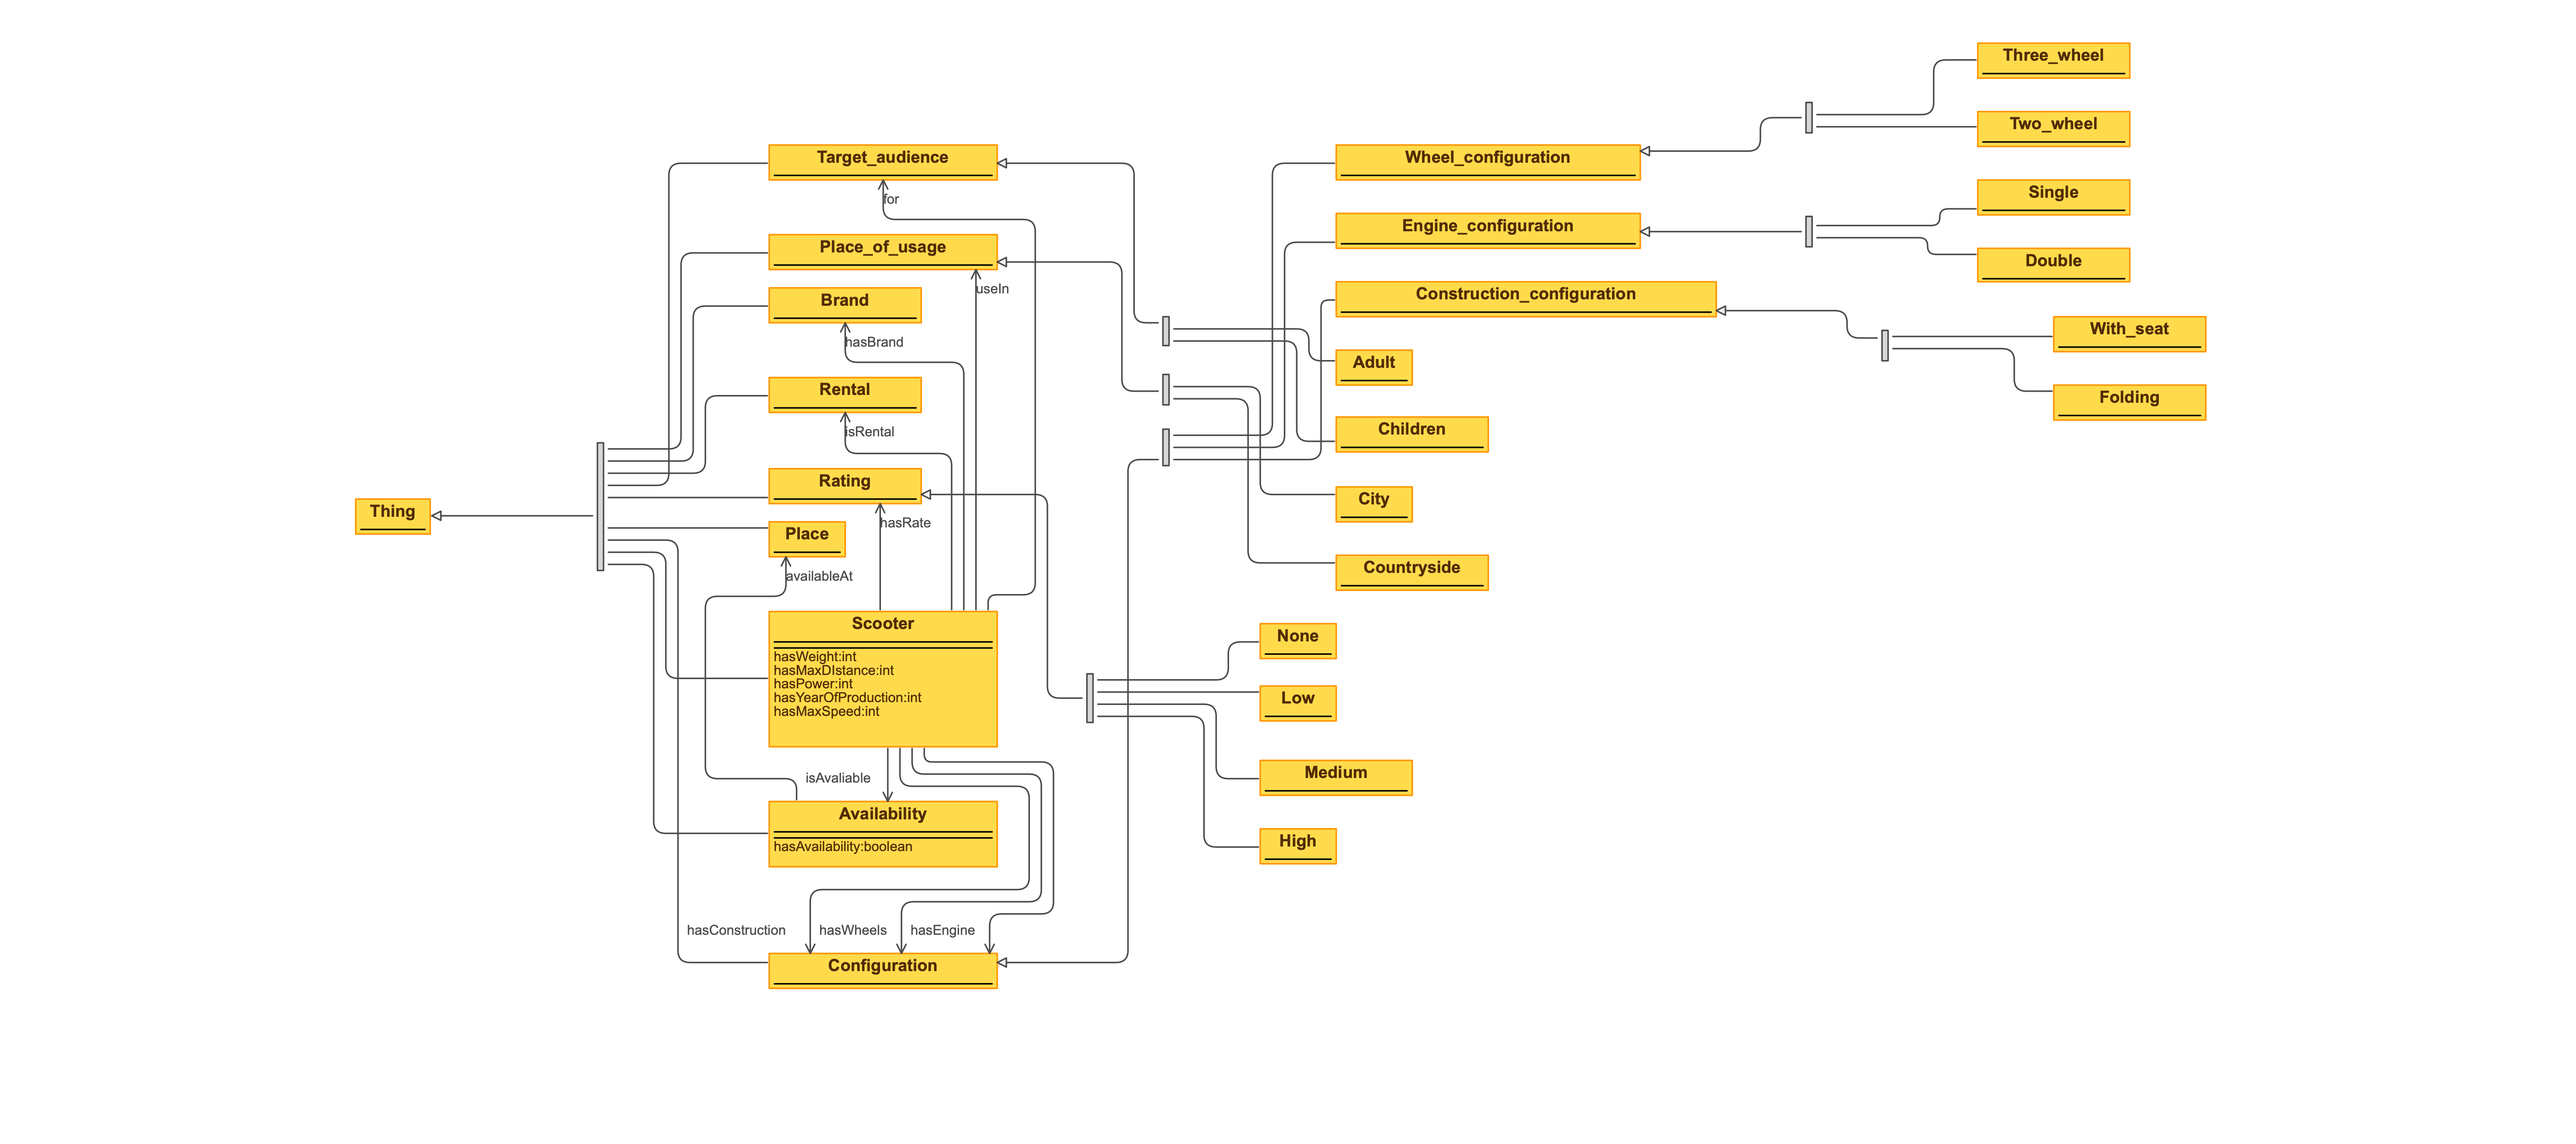 Three_wheel
Two_wheel
Target_audience
Wheel_configuration
Single
for
Engine_configuration
Place_of_usage
Double
useIn
Brand
Construction_configuration
With_seat
hasBrand
Adult
Rental
Folding
isRental
Children
Rating
City
Thing
hasRate
Place
availableAt
Countryside
Scooter
None
hasWeight:int
hasMaxDIstance:int
hasPower:int
hasYearOfProduction:int
hasMaxSpeed:int
Low
Medium
isAvaliable
Availability
hasAvailability:boolean
High
hasConstruction
hasWheels
hasEngine
Configuration